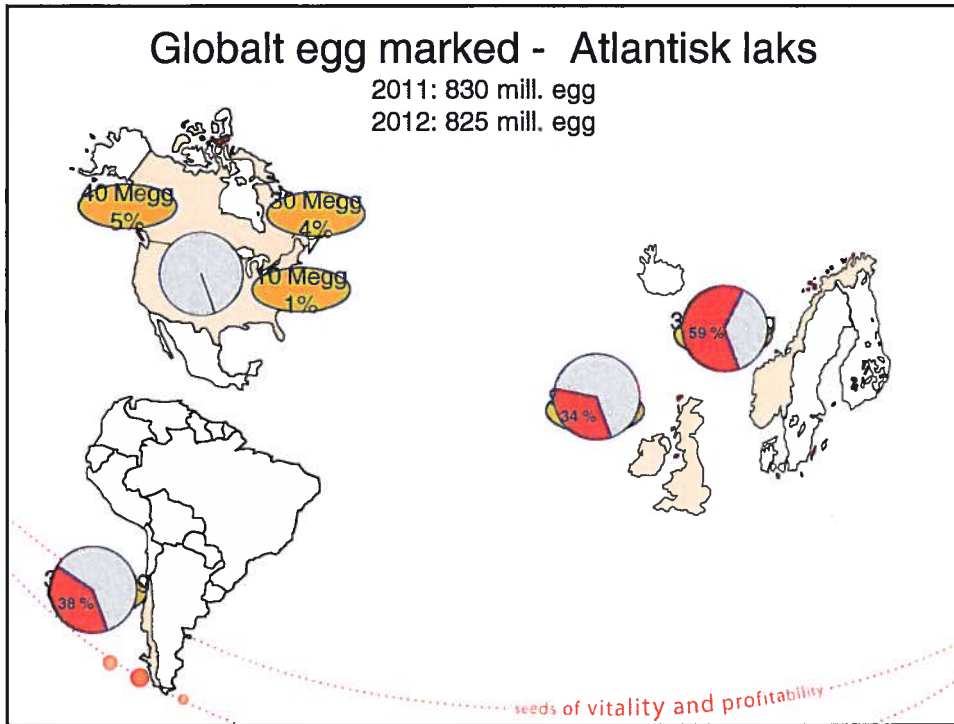 Globalt egg marked - Atlantisk laks
2011: 830 mill. egg
2012: 825 mill. egg
40 Megg
5%
30 Megg
4%
10 Megg
1%
59 %
34 %
38 %
seeds of vitality and profitability